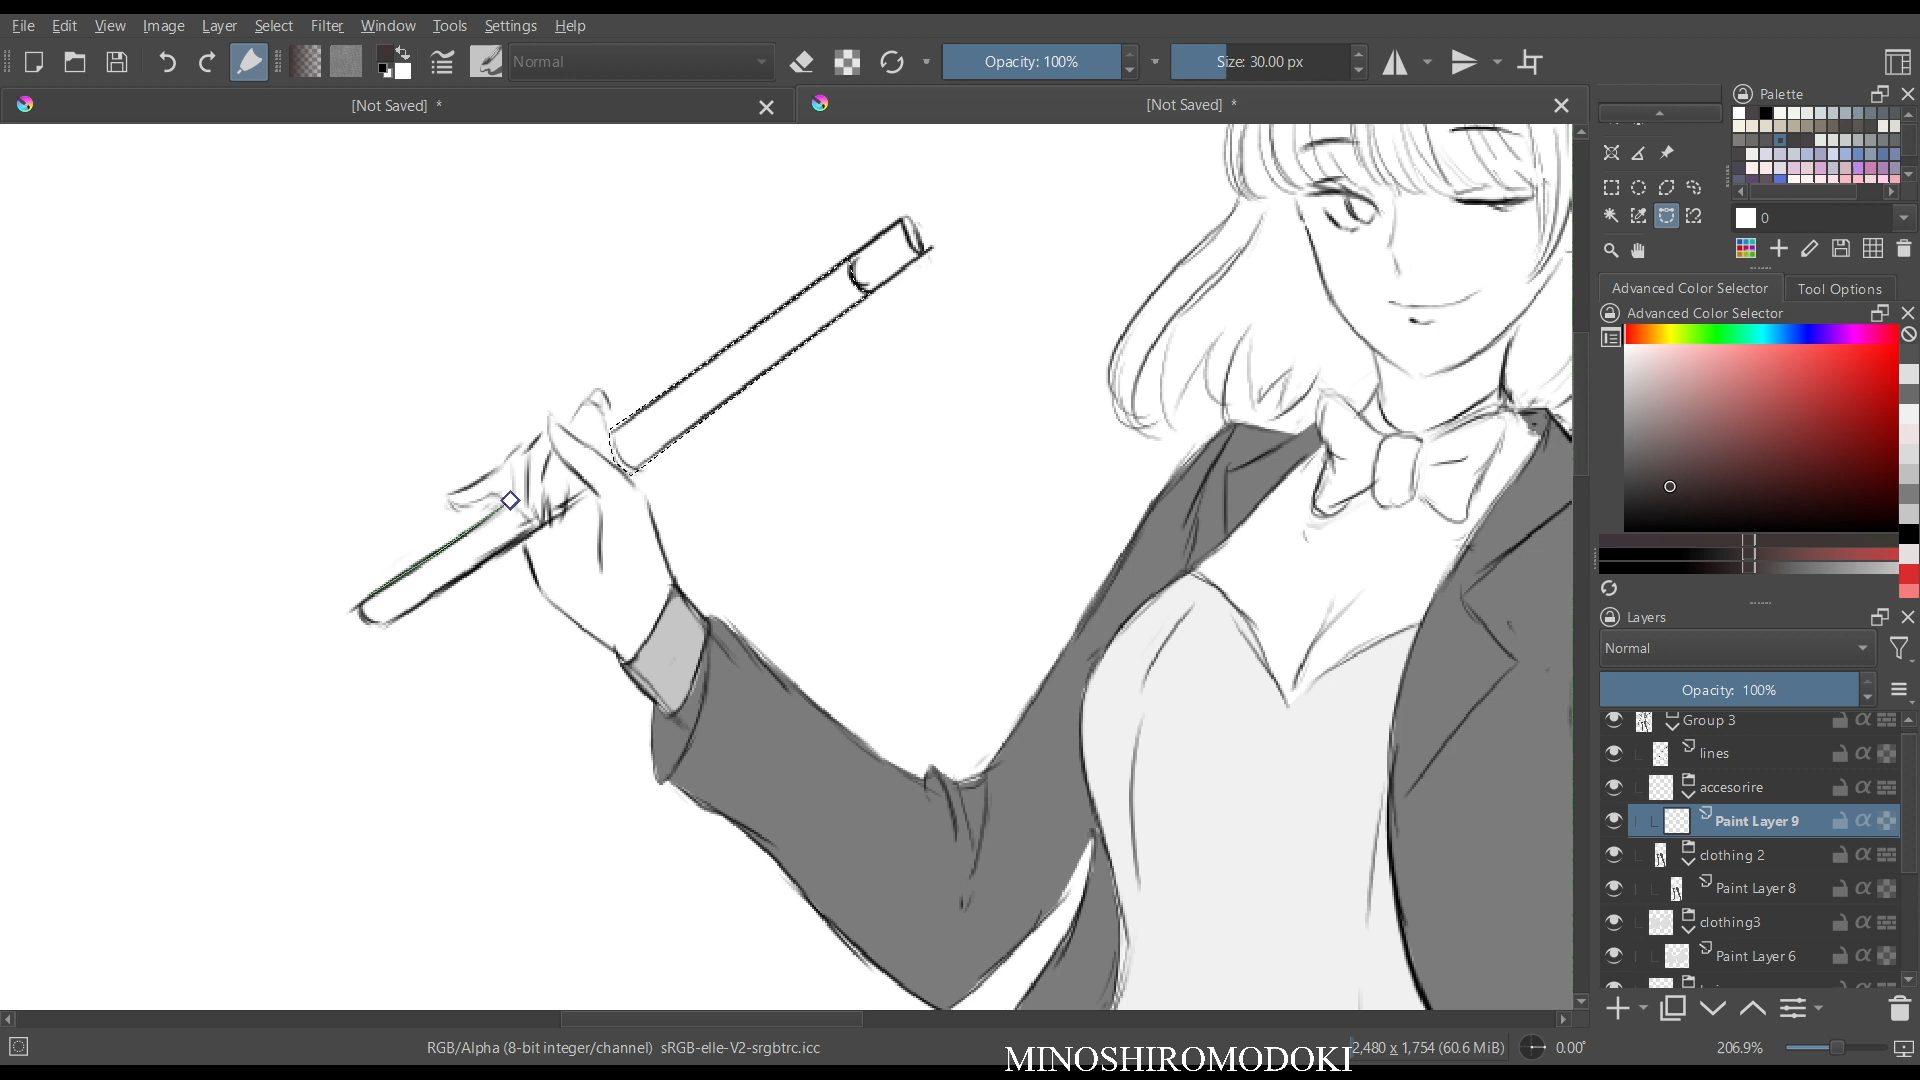 File Edit View Image Layer Select Filter Window Tools Settings Help
Normal Opacity: 100% Size: 30.00 px
[Not Saved] * [Not Saved] *
Palette
0
Advanced Color Selector Tool Options
Advanced Color Selector
Layers
Normal
Opacity: 100%
Group 3
lines
accesorire
Paint Layer 9
clothing 2
Paint Layer 8
clothing3
Paint Layer 6
RGB/Alpha (8-bit integer/channel) sRGB-elle-V2-srgbtrc.icc MINOSHIROMODOKI 2,480 x 1,754 (60.6 MiB) 0.00° 206.9%